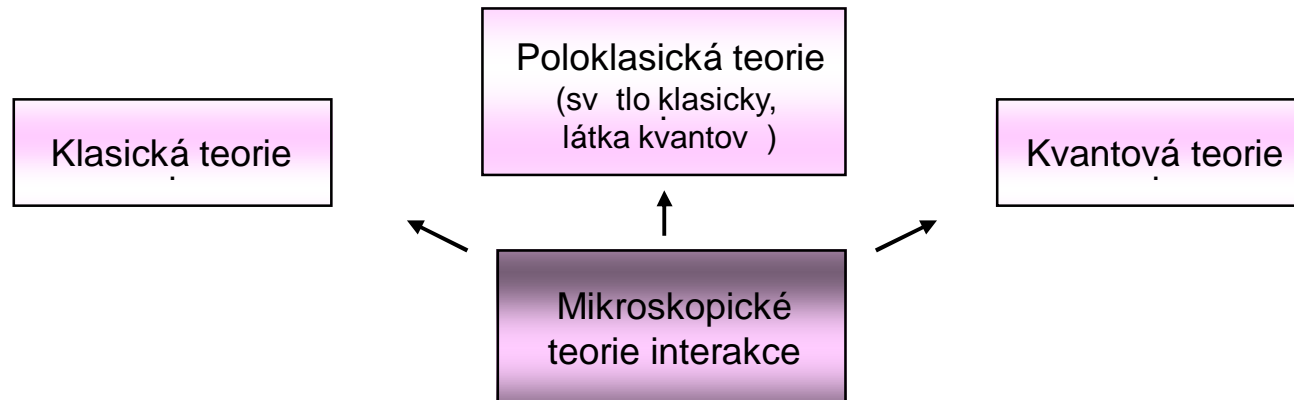 Poloklasická teorie
(sv tlo klasicky,
látka kvantov )
Klasická teorie
Kvantová teorie
Mikroskopické
teorie interakce